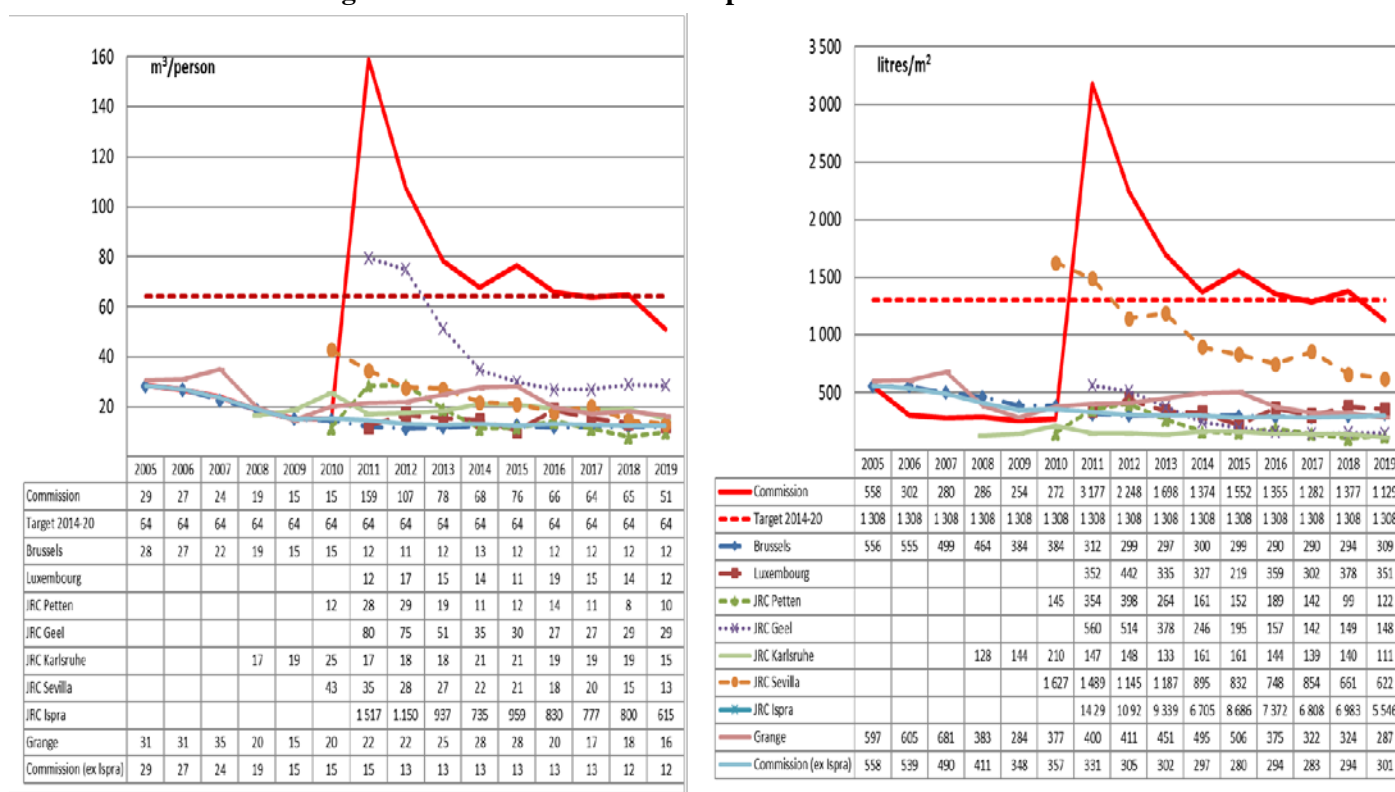 m³/person
160
140
120
100
80
60
40
20
2005 2006 2007 2008 2009 2010 2011 2012 2013 2014 2015 2016 2017 2018 2019
Commission 29 27 24 19 15 15 159 107 78 68 76 66 64 65 51
Target 2014-20 64 64 64 64 64 64 64 64 64 64 64 64 64 64 64
Brussels 28 27 22 19 15 15 12 11 12 13 12 12 12 12 12
Luxembourg 12 17 15 14 11 19 15 14 12
JRC Petten 12 28 29 19 11 12 14 11 8 10
JRC Geel 80 75 51 35 30 27 27 29 29
JRC Karlsruhe 17 19 25 17 18 18 21 21 19 19 19 15
JRC Sevilla 43 35 28 27 22 21 18 20 15 13
JRC Ispra 1 517 1.150 937 735 959 830 777 800 615
Grange 31 31 35 20 15 20 22 22 25 28 28 20 17 18 16
Commission (ex Ispra) 29 27 24 19 15 15 15 13 13 13 13 13 13 12 12
litres/m²
3 500
3 000
2 500
2 000
1 500
1 000
500
2005 2006 2007 2008 2009 2010 2011 2012 2013 2014 2015 2016 2017 2018 2019
Commission 558 302 280 286 254 272 3 177 2 248 1 698 1 374 1 552 1 355 1 282 1 377 1 129
Target 2014-20 1 308 1 308 1 308 1 308 1 308 1 308 1 308 1 308 1 308 1 308 1 308 1 308 1 308 1 308 1 308
Brussels 556 555 499 464 384 384 312 299 297 300 299 290 290 294 309
Luxembourg 352 442 335 327 219 359 302 378 351
JRC Petten 145 354 398 264 161 152 189 142 99 122
JRC Geel 560 514 378 246 195 157 142 149 148
JRC Karlsruhe 128 144 210 147 148 133 161 161 144 139 140 111
JRC Sevilla 1 627 1 489 1 145 1 187 895 832 748 854 661 622
JRC Ispra 1429 1092 9 339 6 705 8 686 7 372 6 808 6 983 5 546
Grange 597 605 681 383 284 377 400 411 451 495 506 375 322 324 287
Commission (ex Ispra) 558 539 490 411 348 357 331 305 302 297 280 294 283 294 301